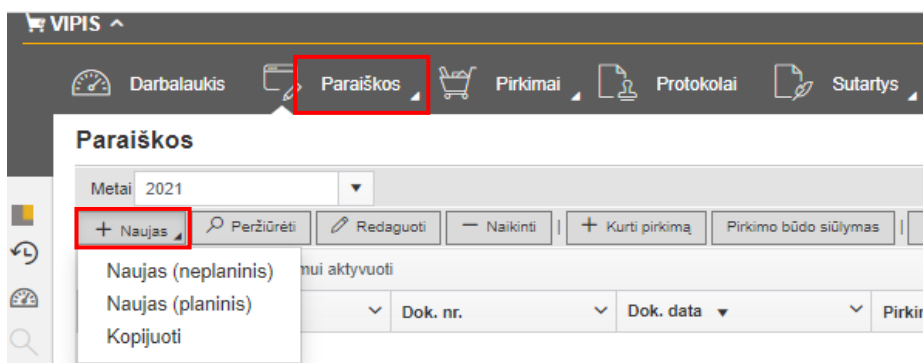 VIPIS
Darbalaukis Paraiškos Pirkimai Protokolai Sutartys
Paraiškos
Metai 2021
+ Naujas Peržiūrėti Redaguoti — Naikinti | + Kurti pirkimą Pirkimo būdo siūlymas |
Naujas (neplaninis) mui aktyvuoti
Naujas (planinis) Dok. nr. Dok. data Pirkin
Kopijuoti